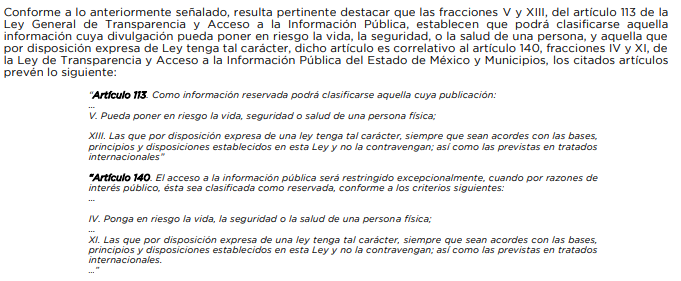 Conforme a lo anteriormente señalado, resulta pertinente destacar que las fracciones V y XIII, del artículo 113 de la
Ley General de Transparencia y Acceso a la Información Pública, establecen que podrá clasificarse aquella
información cuya divulgación pueda poner en riesgo la vida, la seguridad, o la salud de una persona, y aquella que
por disposición expresa de Ley tenga tal carácter, dicho artículo es correlativo al artículo 140, fracciones IV y XI, de
la Ley de Transparencia y Acceso a la Información Pública del Estado de México y Municipios, los citados artículos
prevén lo siguiente:
"Artículo 113. Como información reservada podrá clasificarse aquella cuya publicación:
...
V. Pueda poner en riesgo la vida, seguridad o salud de una persona física;
XIII. Las que por disposición expresa de una ley tenga tal carácter, siempre que sean acordes con las bases,
principios y disposiciones establecidos en esta Ley y no la contravengan; así como las previstas en tratados
internacionales"
"Artículo 140. El acceso a la información pública será restringido excepcionalmente, cuando por razones de
interés público, ésta sea clasificada como reservada, conforme a los criterios siguientes:
...
IV. Ponga en riesgo la vida, la seguridad o la salud de una persona física;
...
XI. Las que por disposición expresa de una ley tenga tal carácter, siempre que sean acordes con las bases,
principios y disposiciones establecidos en esta Ley y no la contravengan; así como las previstas en tratados
internacionales.
..."